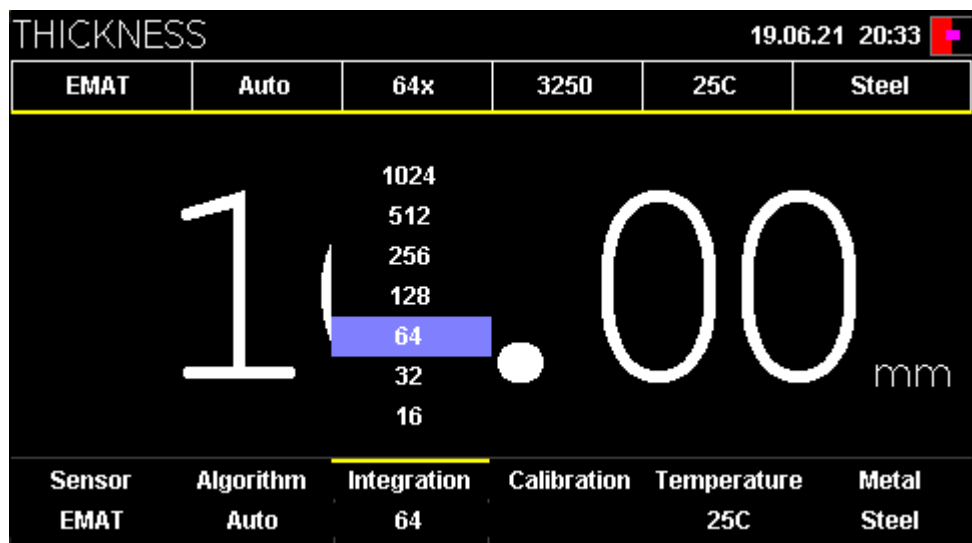 THICKNESS 19.06.21 20:33
EMAT Auto 64x 3250 25C Steel
1024
512
256
128
64
32
16
.00 mm
Sensor Algorithm Integration Calibration Temperature Metal
EMAT Auto 64 25C Steel